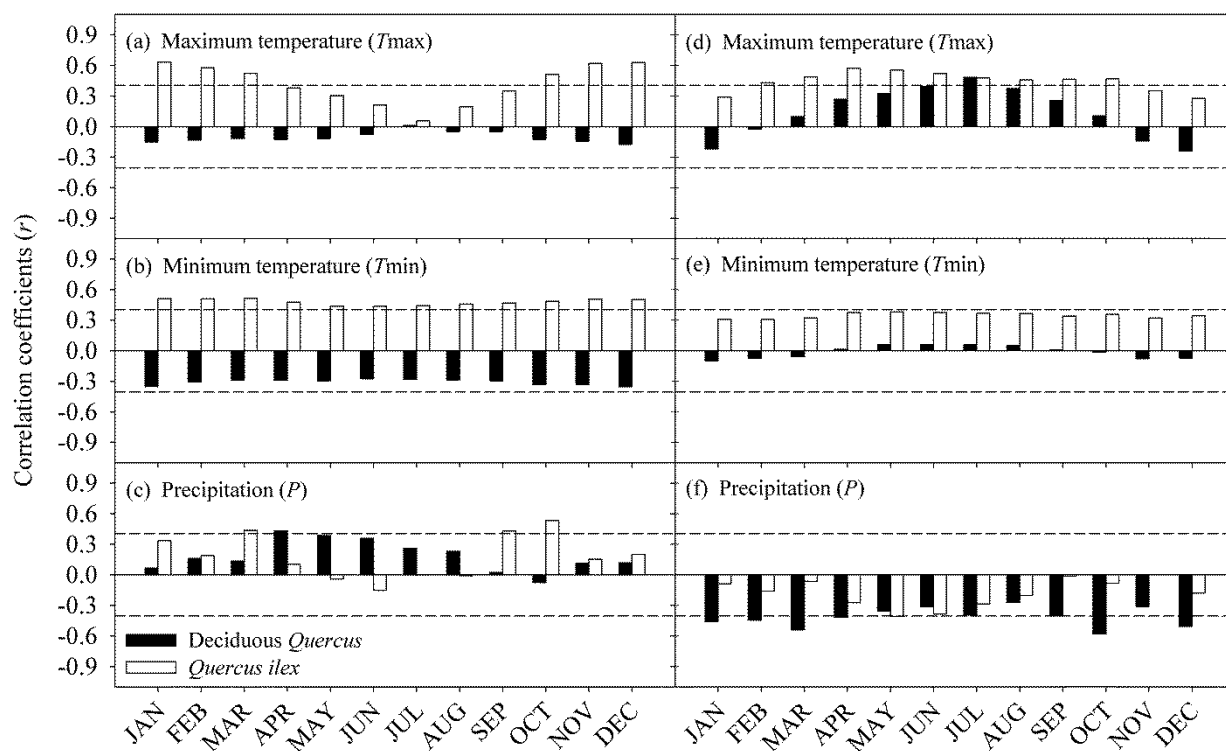 Correlation coefficients (r)
(a) Maximum temperature (Tmax)
0.9
0.6
0.3
0.0
-0.3
-0.6
-0.9
(d) Maximum temperature (Tmax)
(b) Minimum temperature (Tmin)
0.9
0.6
0.3
0.0
-0.3
-0.6
-0.9
(e) Minimum temperature (Tmin)
(c) Precipitation (P)
0.9
0.6
0.3
0.0
-0.3
-0.6
-0.9
Deciduous Quercus
Quercus ilex
(f) Precipitation (P)
JAN
FEB
MAR
APR
MAY
JUN
JUL
AUG
SEP
OCT
NOV
DEC
JAN
FEB
MAR
APR
MAY
JUN
JUL
AUG
SEP
OCT
NOV
DEC